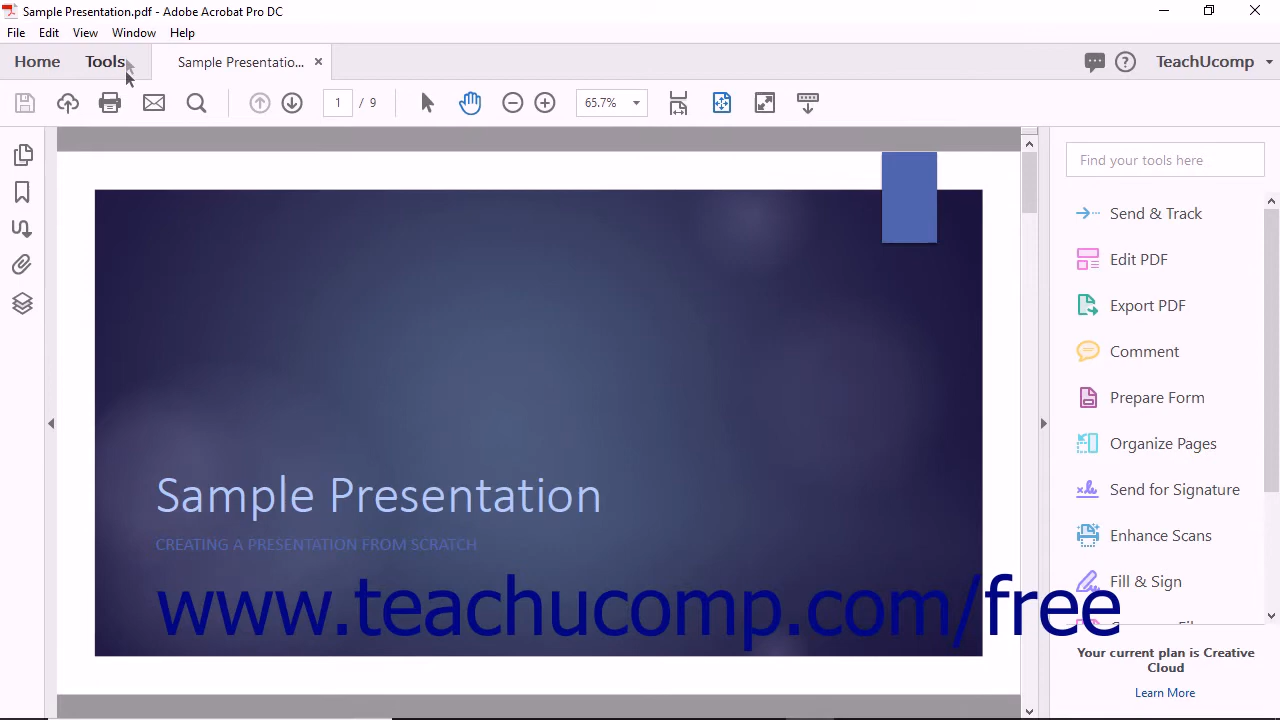 Sample Presentation.pdf - Adobe Acrobat Pro DC
File Edit View Window Help
Home Tools Sample Presentatio... TeachUcomp
1 / 9 65.7%
Find your tools here
Send & Track
Edit PDF
Export PDF
Comment
Prepare Form
Organize Pages
Send for Signature
Enhance Scans
Fill & Sign
Sample Presentation
CREATING A PRESENTATION FROM SCRATCH
www.teachucomp.com/free
Your current plan is Creative
Cloud
Learn More